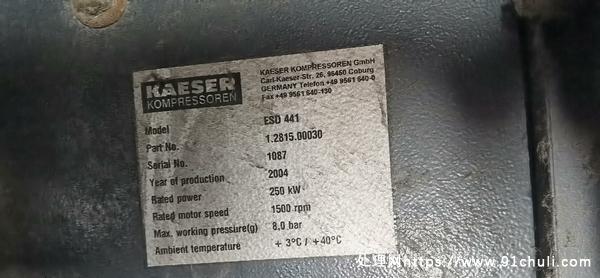 KAESER
KOMPRESSOREN
KAESER KOMPRESSOREN GmbH
Carl-Kaeser-Str. 26, 96450 Coburg
GERMANY Telefon +49 9561 640-0
Fax +49 9561 640-130
Model ESD 441
Part No. 1.2815.00030
Serial No. 1087
Year of production 2004
Rated power 250 kW
Rated motor speed 1500 rpm
Max. working pressure(g) 8.0 bar
Ambient temperature + 3°C / +40°C
处理网https://www.91chuli.com/